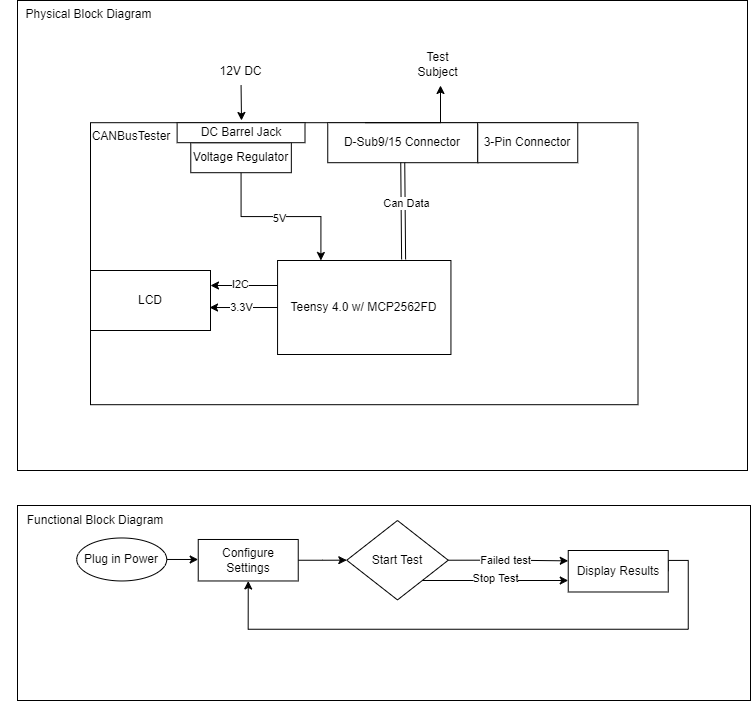 Physical Block Diagram
12V DC
Test
Subject
CANBusTester
DC Barrel Jack
Voltage Regulator
D-Sub9/15 Connector
3-Pin Connector
Can Data
5V
LCD
I2C
3.3V
Teensy 4.0 w/ MCP2562FD
Functional Block Diagram
Plug in Power
Configure
Settings
Start Test
Failed test
Stop Test
Display Results